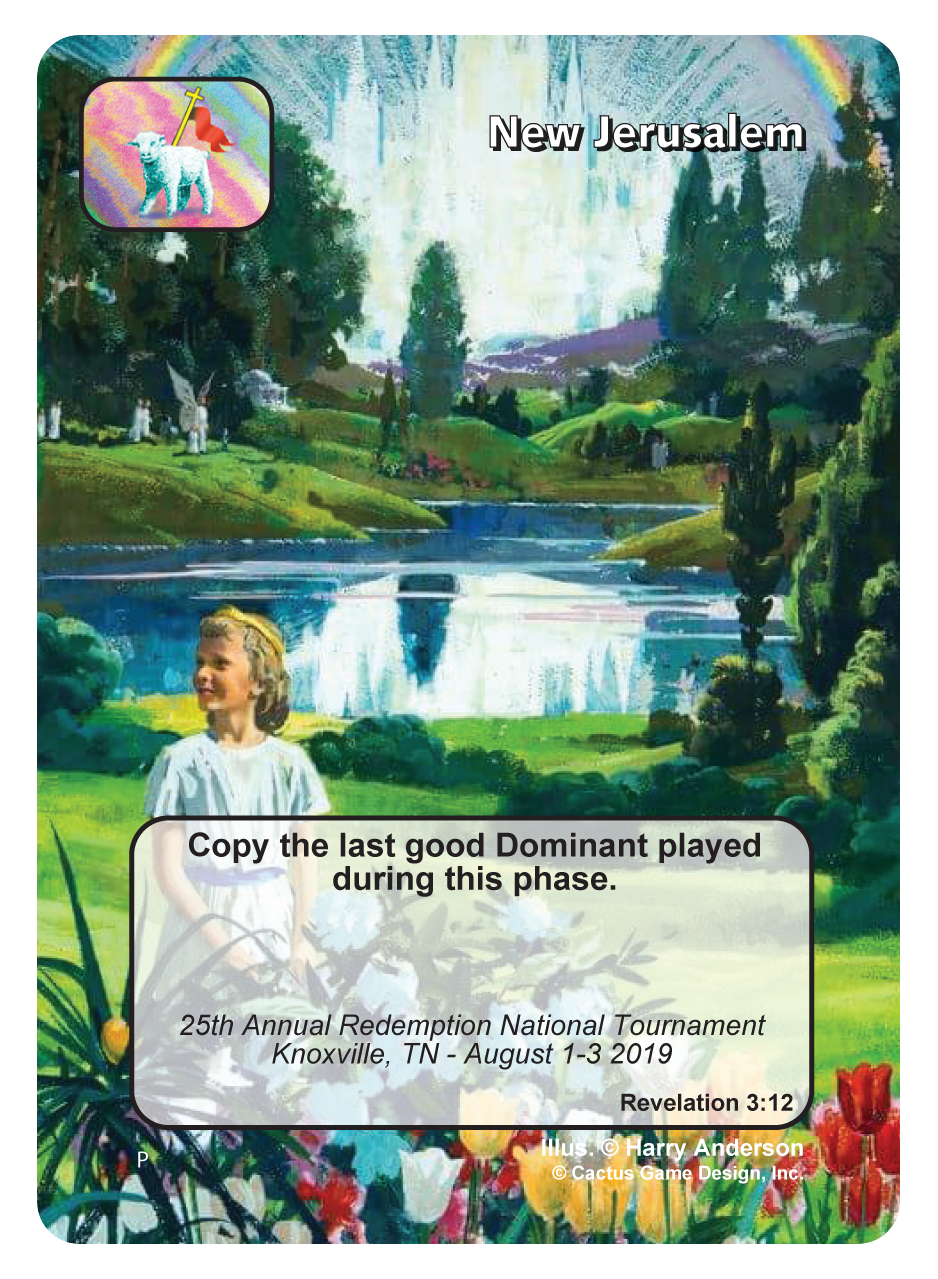 New Jerusalem
Copy the last good Dominant played
during this phase.
25th Annual Redemption National Tournament
Knoxville, TN - August 1-3 2019
Revelation 3:12
Illus. © Harry Anderson
P
© Cactus Game Design, Inc.